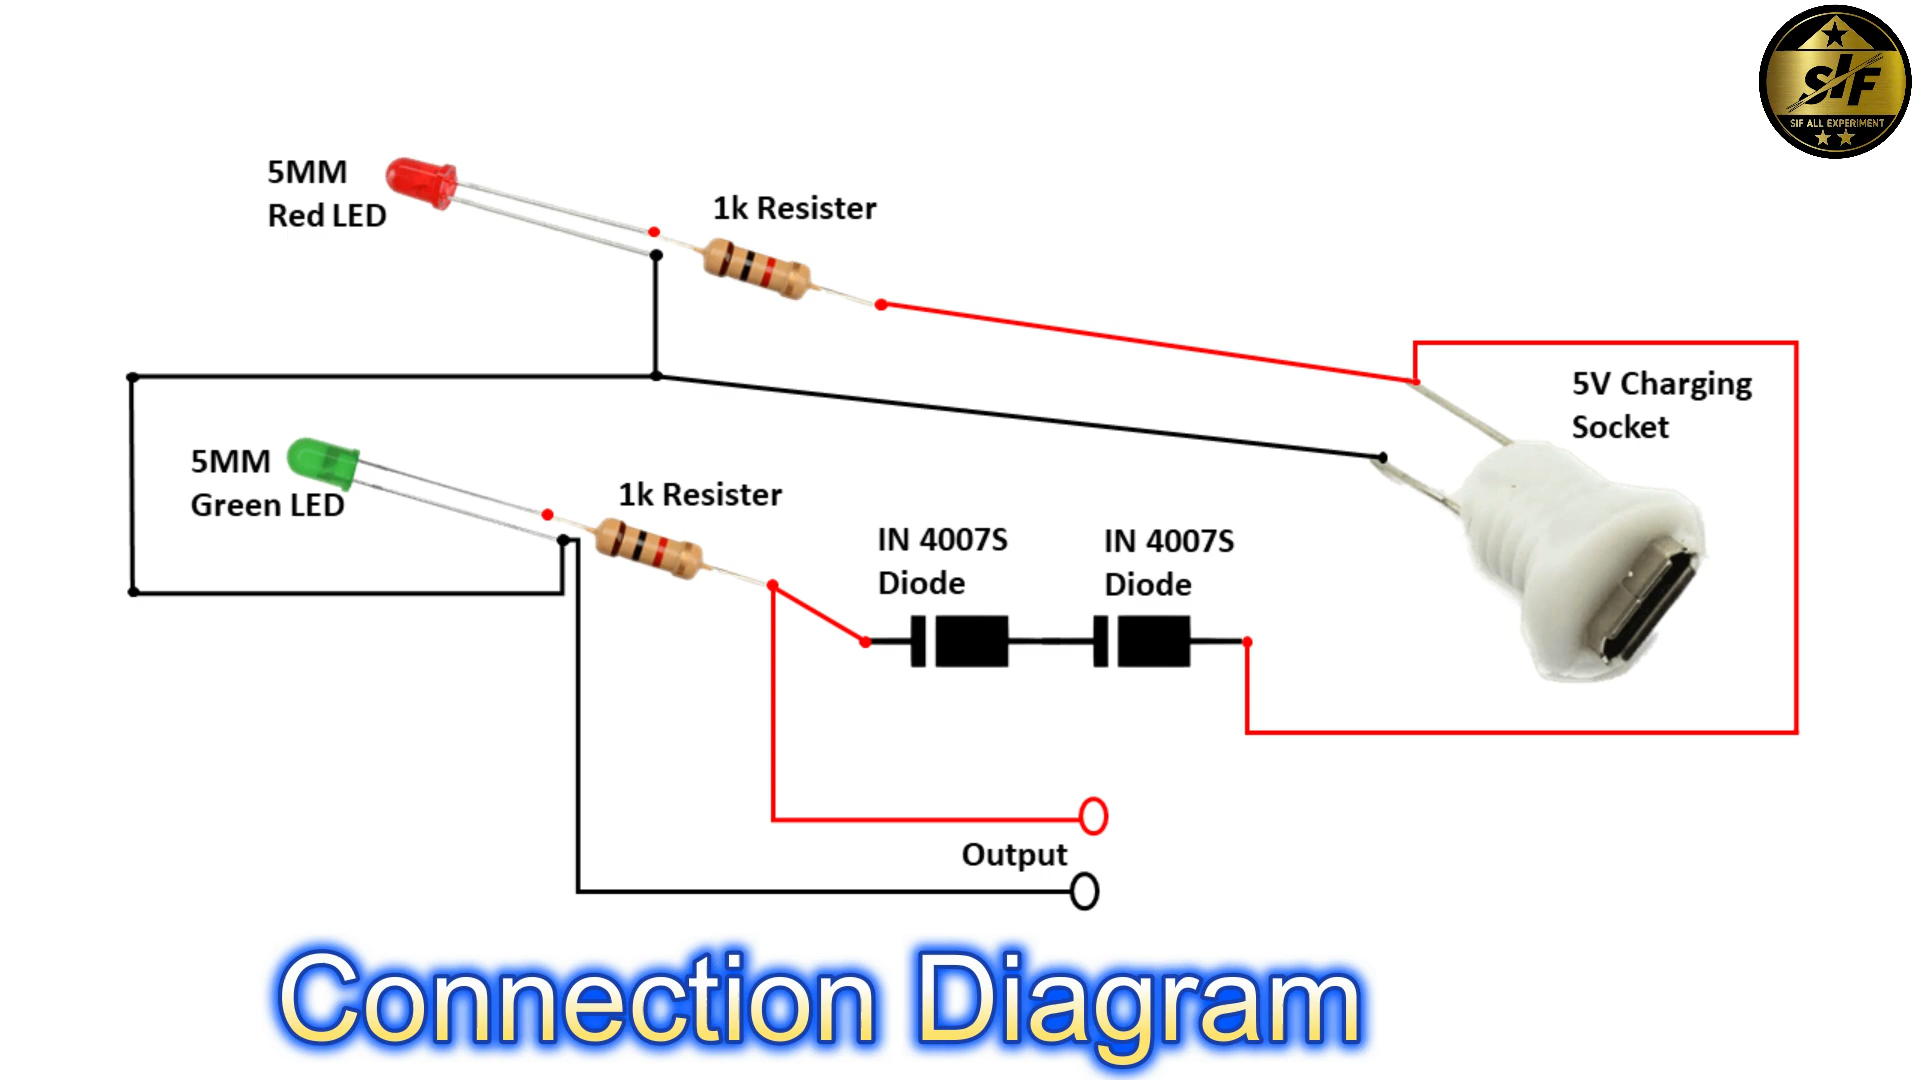 SIF
SIF ALL EXPERIMENT
5MM
Red LED
1k Resister
5V Charging
Socket
5MM
Green LED
1k Resister
IN 4007S
Diode
IN 4007S
Diode
Output
Connection Diagram